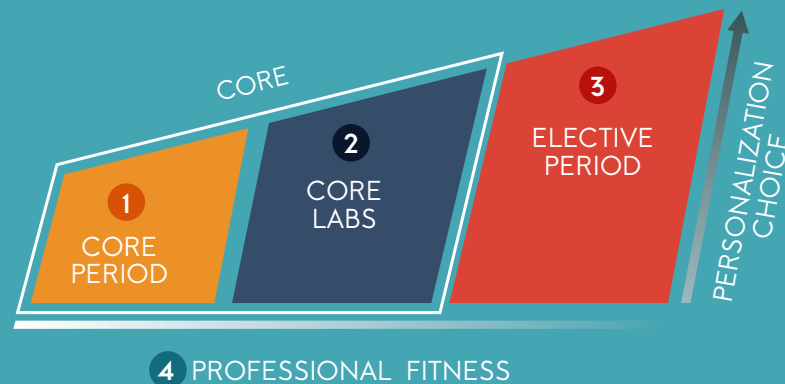 CORE
1
CORE
PERIOD
2
CORE
LABS
3
ELECTIVE
PERIOD
PERSONALIZATION
CHOICE
4 PROFESSIONAL FITNESS